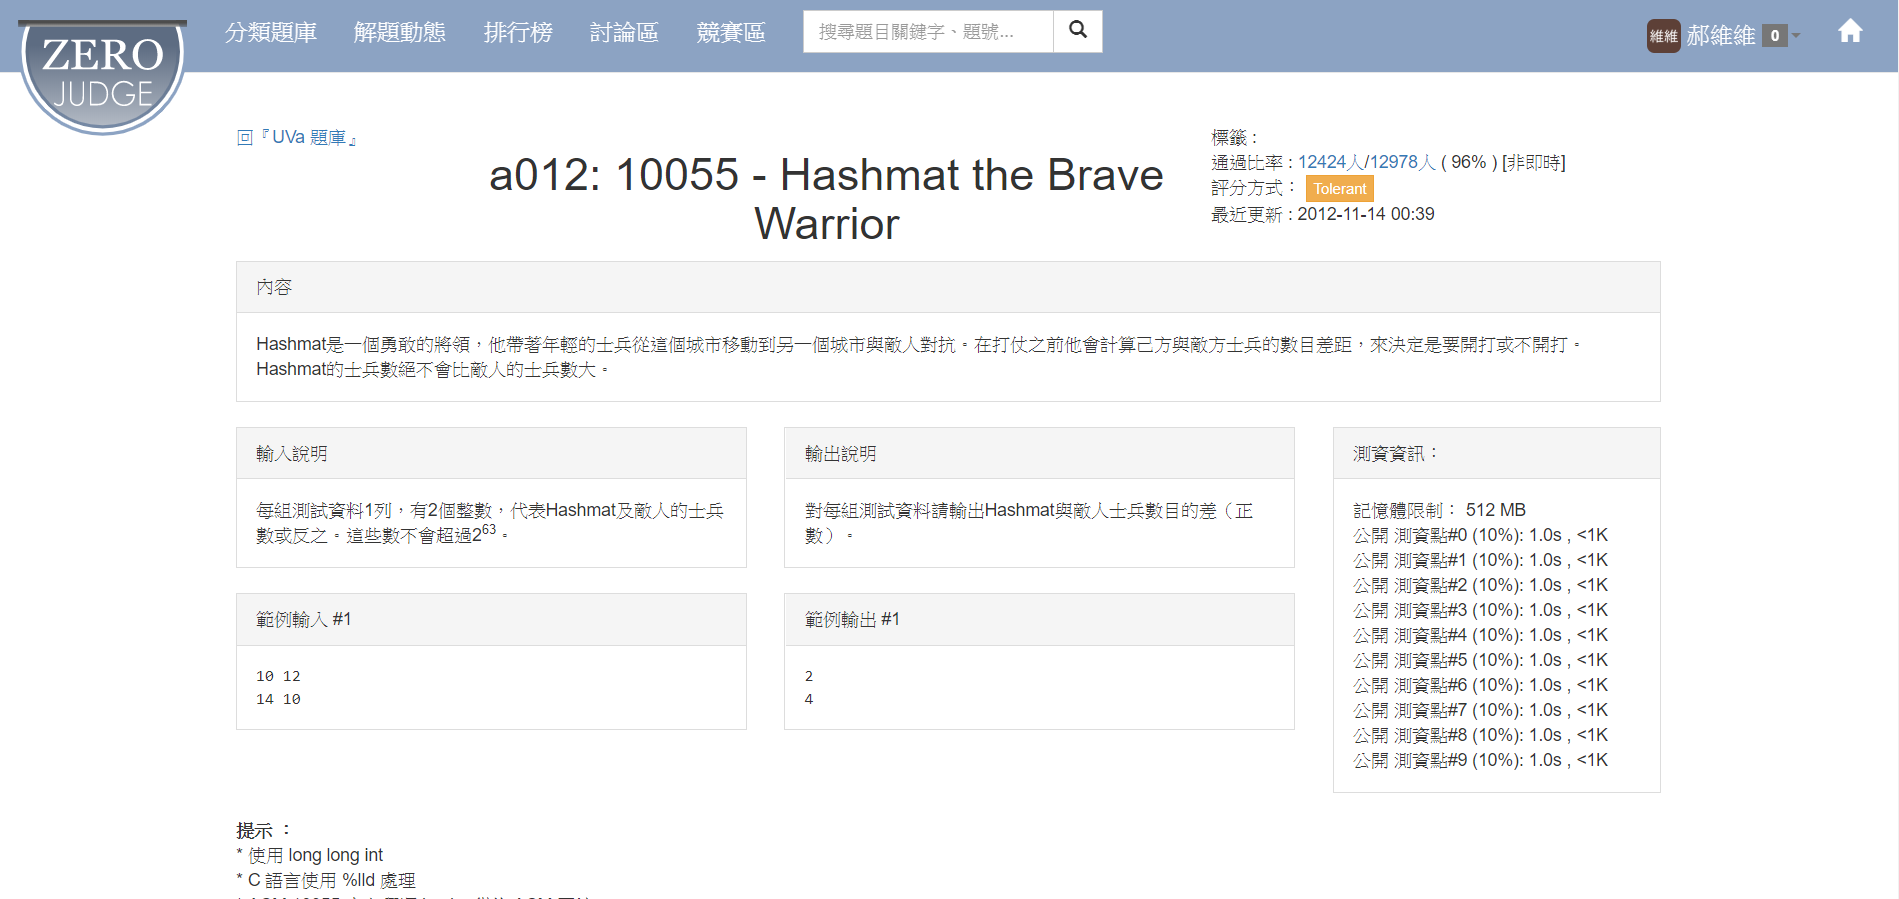 ZERO
JUDGE
分類題庫 解題動態 排行榜 討論區 競賽區 搜尋題目關鍵字、題號... 維維 郝維維 0
回『UVa 題庫』
a012: 10055 - Hashmat the Brave
Warrior
標籤 :
通過比率 : 12424人/12978人 ( 96% ) [非即時]
評分方式： Tolerant
最近更新 : 2012-11-14 00:39
內容
Hashmat是一個勇敢的將領，他帶著年輕的士兵從這個城市移動到另一個城市與敵人對抗。在打仗之前他會計算己方與敵方士兵的數目差距，來決定是要開打或不開打。
Hashmat的士兵數絕不會比敵人的士兵數大。
輸入說明
每組測試資料1列，有2個整數，代表Hashmat及敵人的士兵
數或反之。這些數不會超過2^63。
輸出說明
對每組測試資料請輸出Hashmat與敵人士兵數目的差（正
數）。
範例輸入 #1
10 12
14 10
範例輸出 #1
2
4
測資資訊：
記憶體限制： 512 MB
公開 測資點#0 (10%): 1.0s , <1K
公開 測資點#1 (10%): 1.0s , <1K
公開 測資點#2 (10%): 1.0s , <1K
公開 測資點#3 (10%): 1.0s , <1K
公開 測資點#4 (10%): 1.0s , <1K
公開 測資點#5 (10%): 1.0s , <1K
公開 測資點#6 (10%): 1.0s , <1K
公開 測資點#7 (10%): 1.0s , <1K
公開 測資點#8 (10%): 1.0s , <1K
公開 測資點#9 (10%): 1.0s , <1K
提示 ：
* 使用 long long int
* C 語言使用 %lld 處理